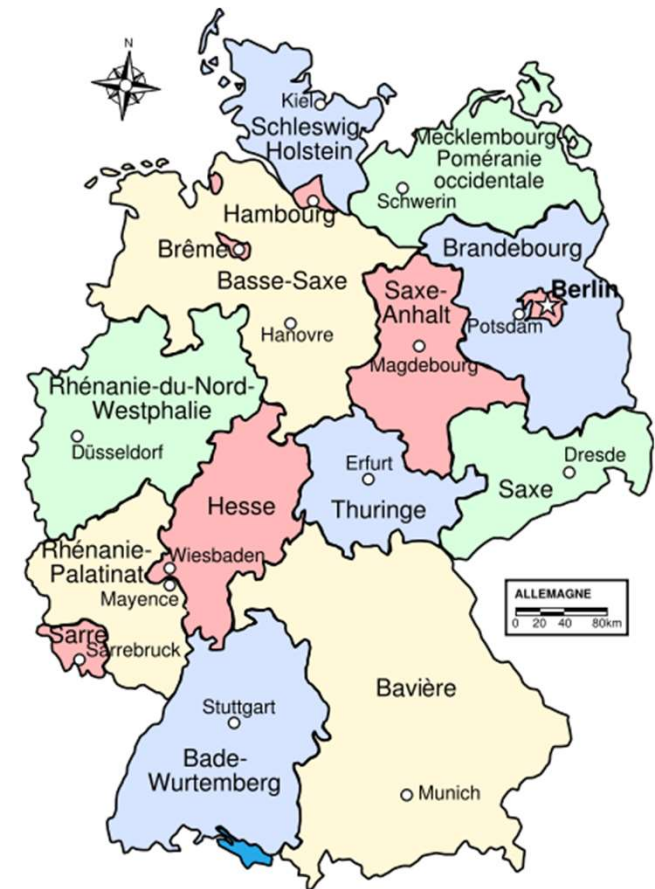 N
Kiel
Schleswig
Holstein
Mecklembourg
Poméranie
occidentale
Schwerin
Hambourg
Brême
Brandebourg
Basse-Saxe
Saxe-
Anhalt
Berlin
Potsdam
Hanovre
Magdebourg
Rhénanie-du-Nord-
Westphalie
Düsseldorf
Erfurt
Dresde
Saxe
Hesse
Thuringe
Rhénanie-
Palatinat
Wiesbaden
Mayence
ALLEMAGNE
0 20 40 80km
Sarre
Sarrebruck
Bavière
Stuttgart
Bade-
Wurtemberg
Munich